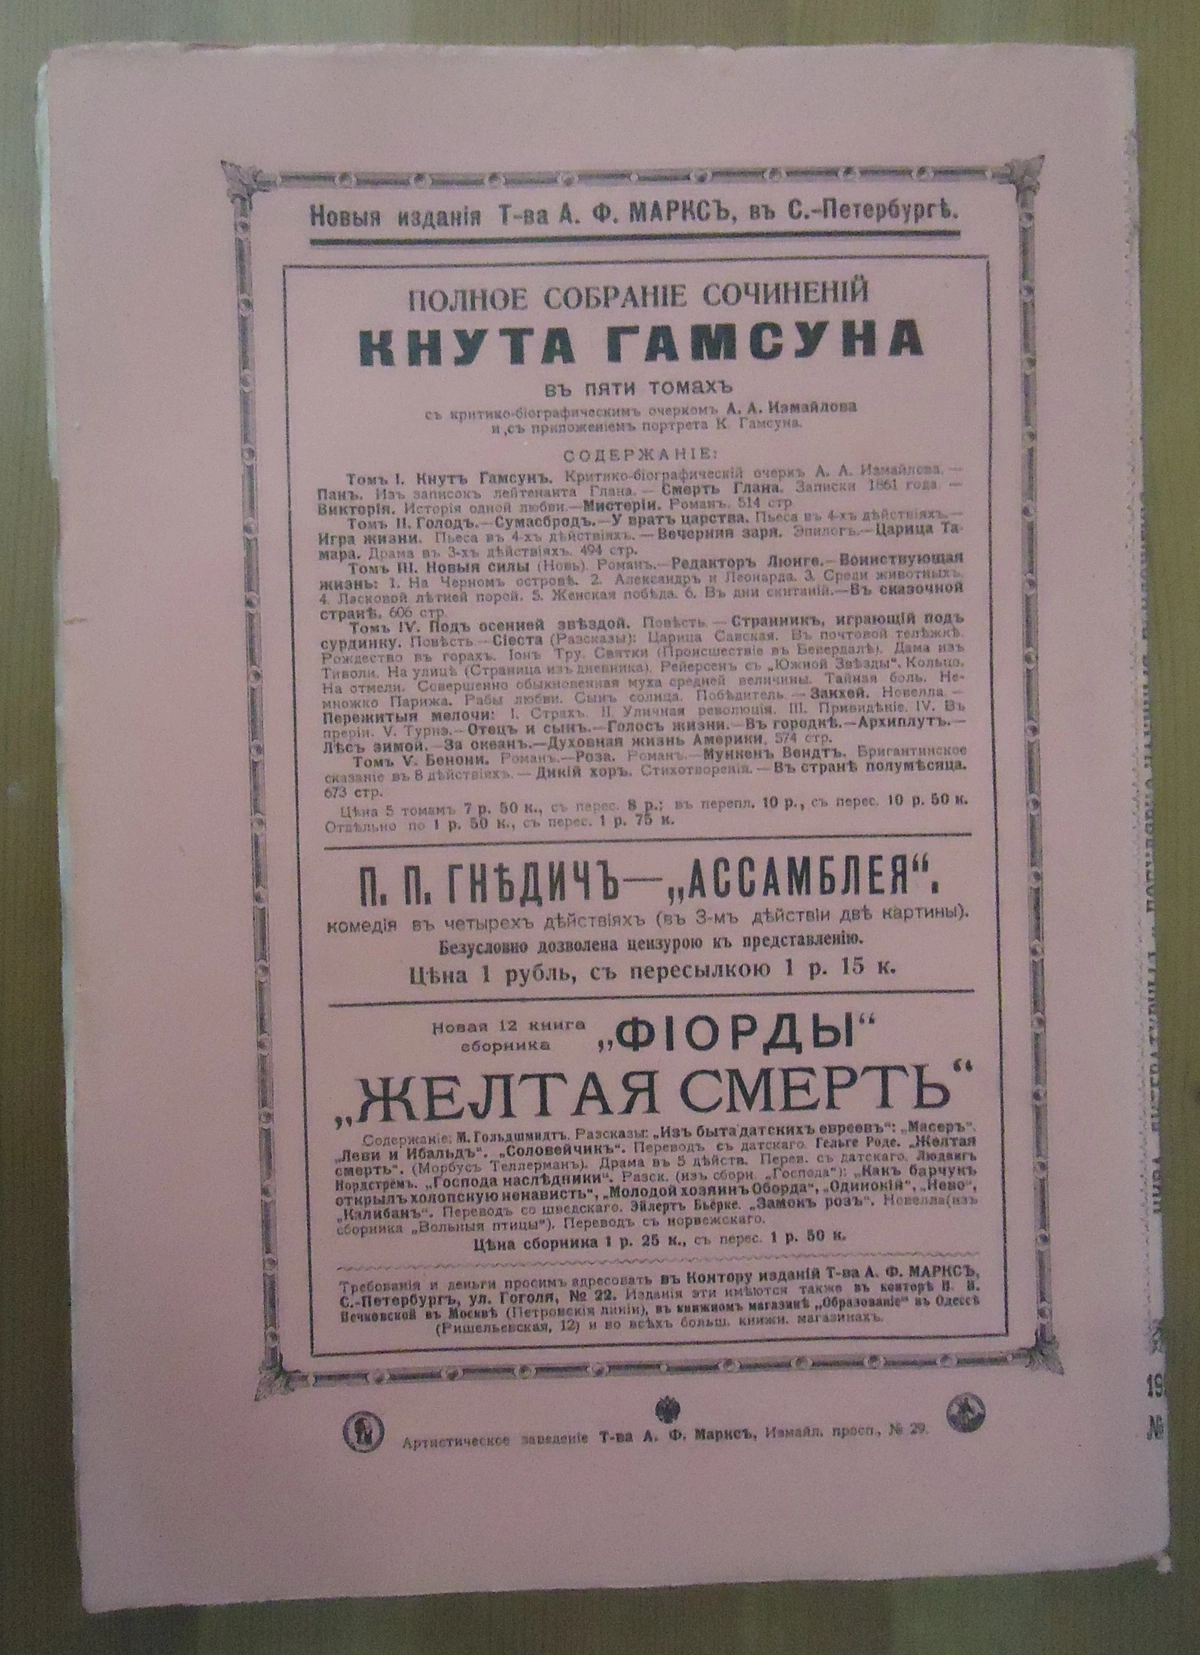 Новыя изданія Т-ва А. Ф. МАРКСЪ, въ С.-Петербургѣ.
ПОЛНОЕ СОБРАНІЕ СОЧИНЕНІЙ
КНУТА ГАМСУНА
ВЪ ПЯТИ ТОМАХЪ
съ критико-біографическимъ очеркомъ А. А. Измайлова
и съ приложеніемъ портрета К. Гамсуна.
СОДЕРЖАНІЕ:
Томъ I. Кнутъ Гамсунъ. Критико-біографическій очеркъ А. А. Измайлова.—
Панъ. Изъ записокъ лейтенанта Глана.— Смерть Глана. Записки 1861 года. —
Викторія. Исторія одной любви.—Мистеріи. Романъ. 514 стр
Томъ II. Голодъ.—Сумасбродъ.—У вратъ царства. Пьеса въ 4-хъ дѣйствіяхъ.—
Игра жизни. Пьеса въ 4-хъ дѣйствіяхъ. —Вечерняя заря. Эпилогъ.—Царица Та-
мара. Драма въ 3-хъ дѣйствіяхъ. 494 стр.
Томъ III. Новыя силы (Новь). Романъ.—Редакторъ Люнге.—Воинствующая
жизнь: 1. На Черномъ островѣ. 2. Александръ и Леонарда. 3. Среди животныхъ.
4. Ласковой лѣтней порой. 5. Женская побѣда. 6. Въ дни скитаній.—Въ сказочной
странѣ. 606 стр.
Томъ IV. Подъ осенней звѣздой. Повѣсть.— Странникъ, играющій подъ
сурдинку. Повѣсть.—Сіеста (Разсказы): Царица Савская. Въ почтовой телѣжкѣ.
Рождество въ горахъ. Іонъ Тру. Святки (Происшествіе въ Бевердалѣ). Дама изъ
Тиволи. На улицѣ (Страница изъ дневника). Рейерсенъ съ „Южной Звѣзды“. Кольцо.
На отмели. Совершенно обыкновенная муха средней величины. Тайная боль. Не-
множко Парижа. Рабы любви. Сынъ солнца. Побѣдитель.— Закхей. Новелла.—
Пережитыя мелочи: I. Страхъ. II. Уличная революція. III. Привидѣніе. IV. Въ
преріи. V. Турнэ.—Отецъ и сынъ.—Голосъ жизни.—Въ городкѣ.—Архиплутъ.—
Лѣсъ зимой.—За океанъ.—Духовная жизнь Америки. 574 стр.
Томъ V. Бенони. Романъ.—Роза. Романъ.—Мункенъ Вендтъ. Бригантинское
сказаніе въ 8 дѣйствіяхъ.—Дикій хоръ. Стихотворенія.—Въ странѣ полумѣсяца.
673 стр.
Цѣна 5 томамъ 7 р. 50 к., съ перес. 8 р.; въ перепл. 10 р., съ перес. 10 р. 50 к.
Отдѣльно по 1 р. 50 к., съ перес. 1 р. 75 к.
П. П. ГНѢДИЧЪ—„АССАМБЛЕЯ“.
комедія въ четырехъ дѣйствіяхъ (въ 3-мъ дѣйствіи двѣ картины).
Безусловно дозволена цензурою къ представленію.
Цѣна 1 рубль, съ пересылкою 1 р. 15 к.
Новая 12 книга
сборника „ФІОРДЫ“
„ЖЕЛТАЯ СМЕРТЬ“
Содержаніе: М. Гольдшмидтъ. Разсказы: „Изъ быта датскихъ евреевъ“: „Масеръ“.
„Леви и Ибальдъ“. „Соловейчикъ“. Переводъ съ датскаго. Гельге Роде. „Желтая
смерть“. (Морбусъ Теллерманъ). Драма въ 5 дѣйств. Перев. съ датскаго. Людвигъ
Нордстремъ. „Господа наслѣдники“. Разск. (изъ сборн. „Господа“): „Какъ барчукъ
открылъ холопскую ненависть“, „Молодой хозяинъ Оборда“, „Одинокій“, „Нево“,
„Калибанъ“. Переводъ со шведскаго. Эйлертъ Бьёрке. „Замокъ розъ“. Новелла (изъ
сборника „Вольныя птицы“). Переводъ съ норвежскаго.
Цѣна сборника 1 р. 25 к., съ перес. 1 р. 50 к.
Требованія и деньги просимъ адресовать въ Контору изданій Т-ва А. Ф. МАРКСЪ,
С.-Петербургъ, ул. Гоголя, № 22. Изданія эти имѣются также въ конторѣ Н. Н.
Печковской въ Москвѣ (Петровскія линіи), въ книжномъ магазинѣ „Образованіе“ въ Одессѣ
(Ришельевская, 12) и во всѣхъ больш. книжн. магазинахъ.
Артистическое заведеніе Т-ва А. Ф. Марксъ, Измайл. просп., № 29.
19
№